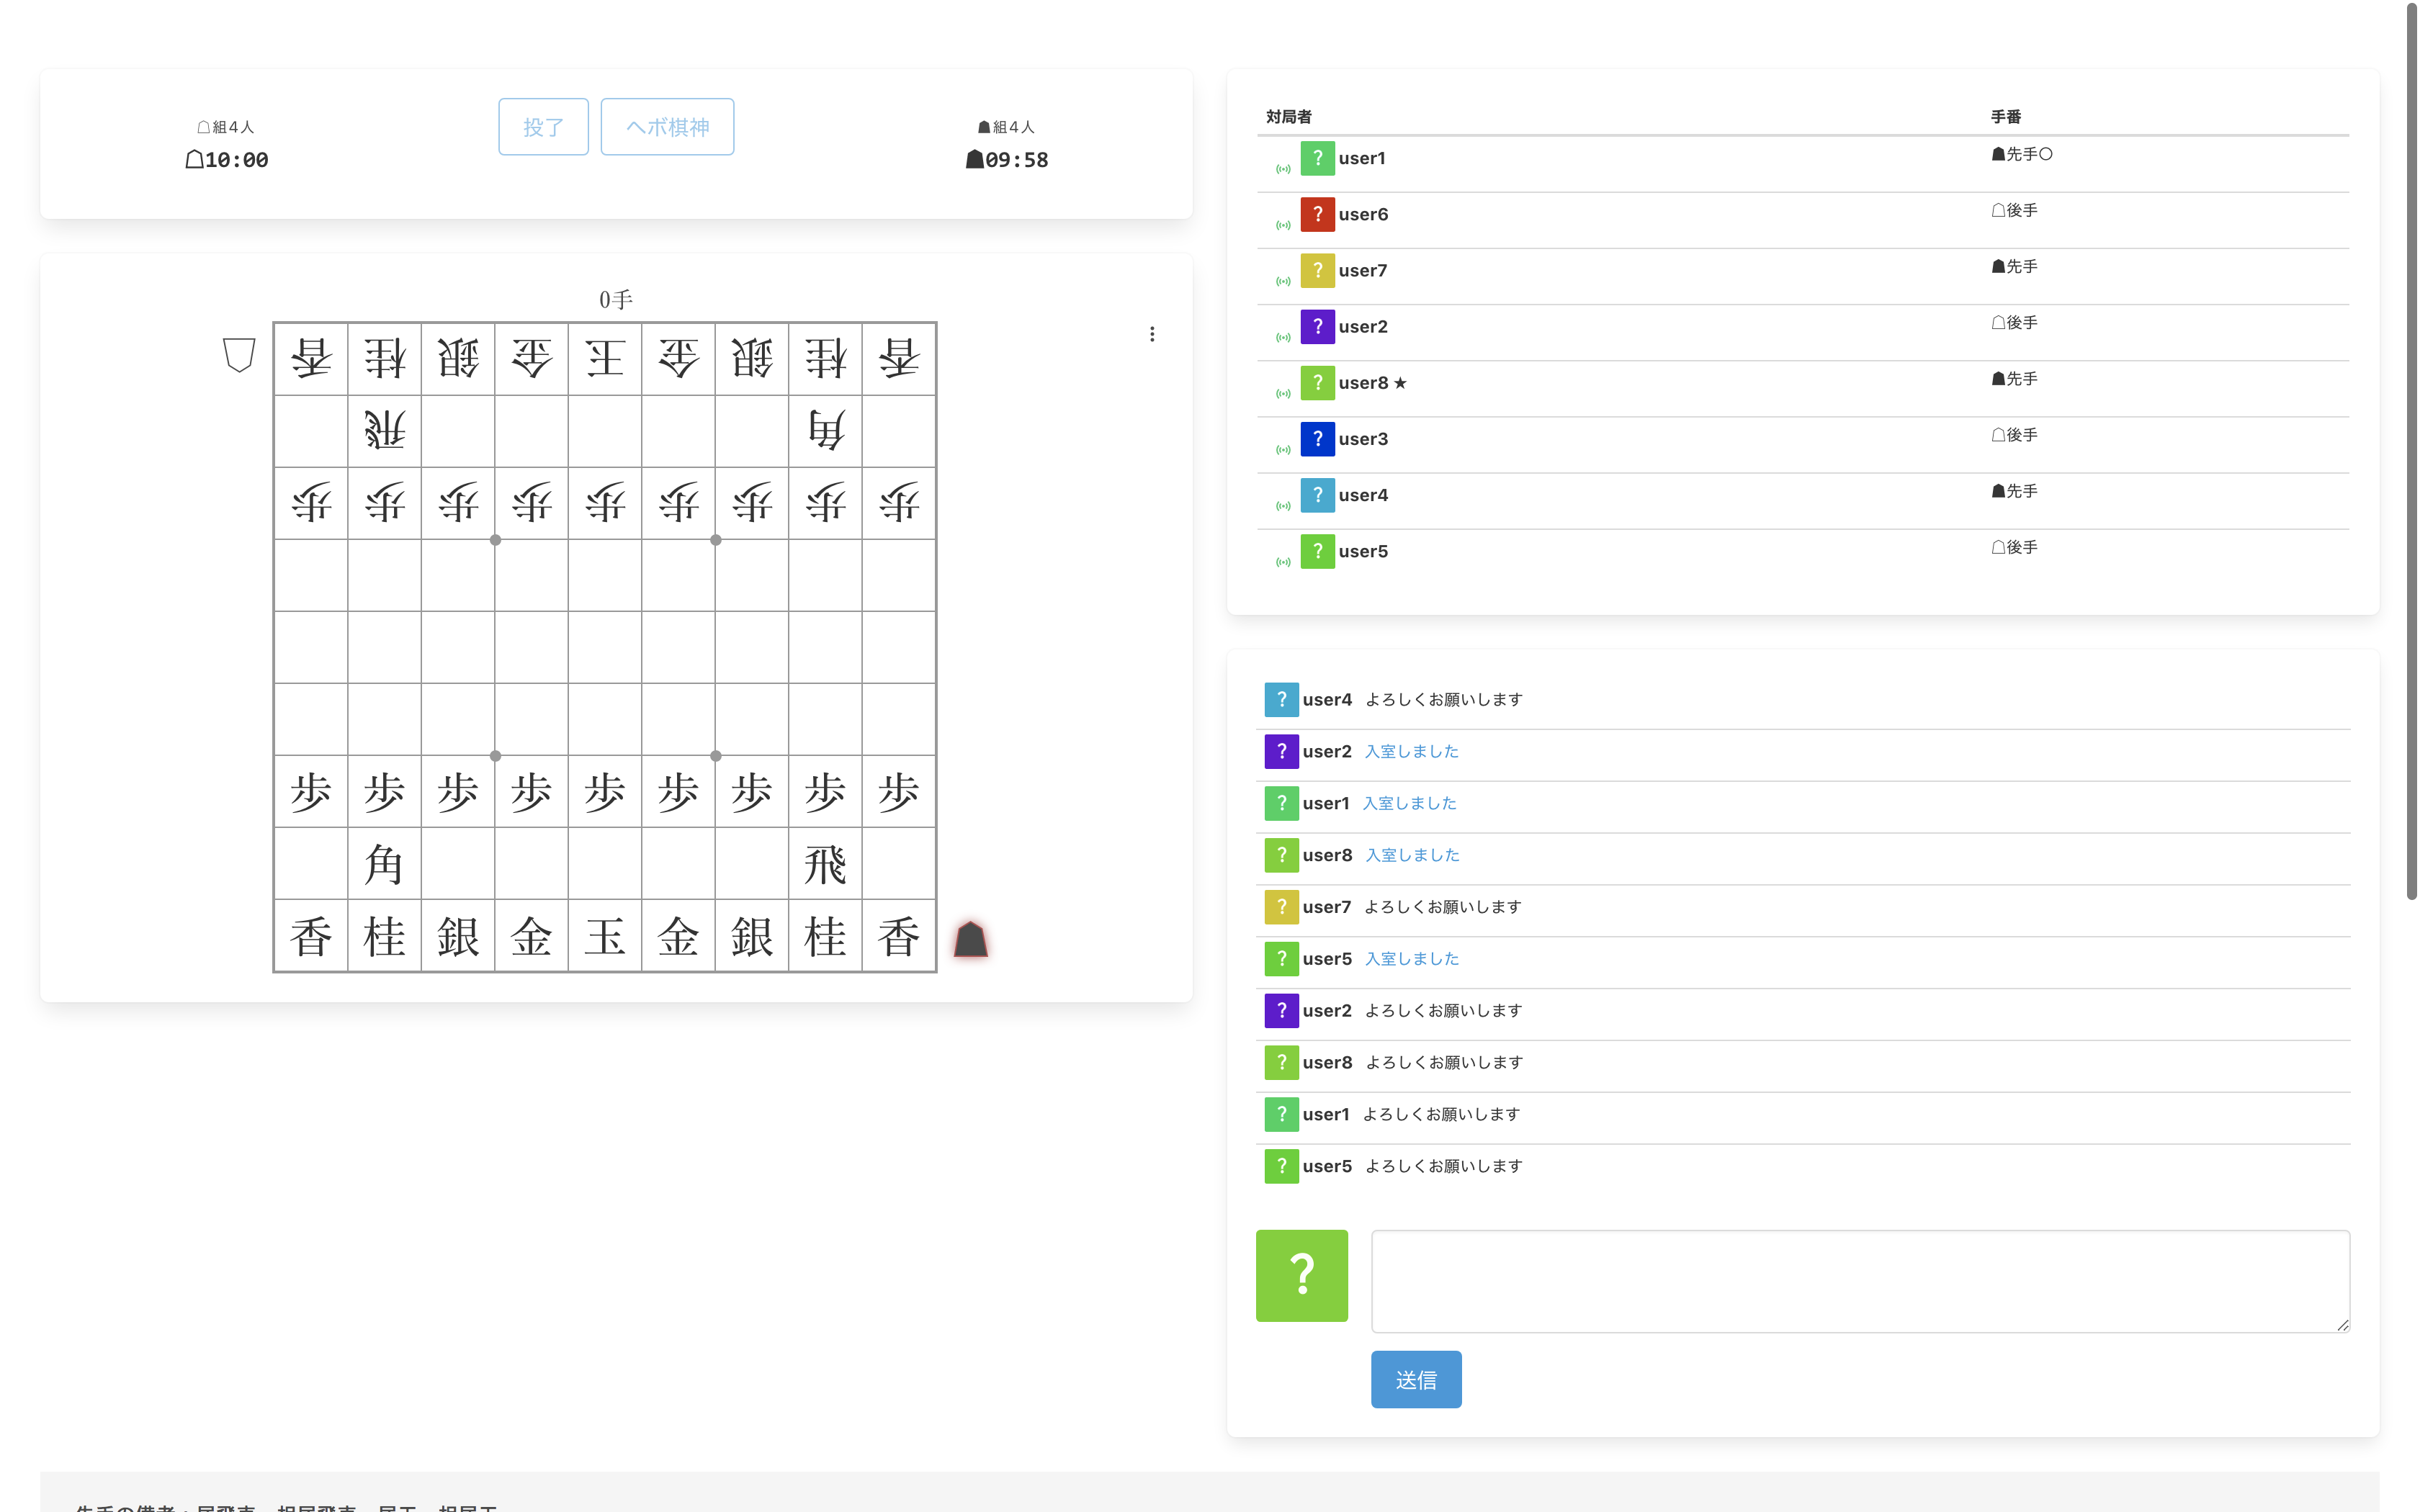 ☖組4人
☖10:00
投了
ヘボ棋神
☗組4人
☗09:58
0手
香桂銀金王金銀桂香
飛角
歩歩歩歩歩歩歩歩歩
歩歩歩歩歩歩歩歩歩
角飛
香桂銀金玉金銀桂香
対局者 手番
? user1 ☗先手○
? user6 ☖後手
? user7 ☗先手
? user2 ☖後手
? user8 ★ ☗先手
? user3 ☖後手
? user4 ☗先手
? user5 ☖後手
? user4 よろしくお願いします
? user2 入室しました
? user1 入室しました
? user8 入室しました
? user7 よろしくお願いします
? user5 入室しました
? user2 よろしくお願いします
? user8 よろしくお願いします
? user1 よろしくお願いします
? user5 よろしくお願いします
?
送信